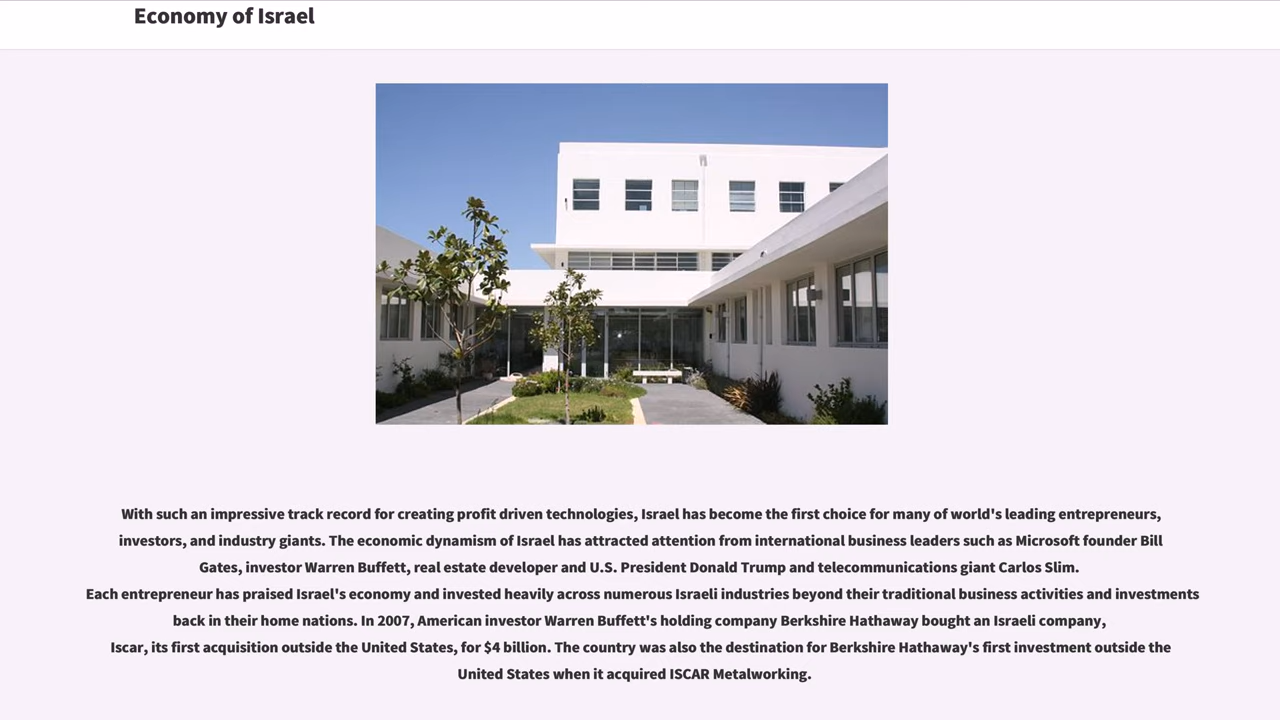 Economy of Israel
With such an impressive track record for creating profit driven technologies, Israel has become the first choice for many of world's leading entrepreneurs,
investors, and industry giants. The economic dynamism of Israel has attracted attention from international business leaders such as Microsoft founder Bill
Gates, investor Warren Buffett, real estate developer and U.S. President Donald Trump and telecommunications giant Carlos Slim.
Each entrepreneur has praised Israel's economy and invested heavily across numerous Israeli industries beyond their traditional business activities and investments
back in their home nations. In 2007, American investor Warren Buffett's holding company Berkshire Hathaway bought an Israeli company,
Iscar, its first acquisition outside the United States, for $4 billion. The country was also the destination for Berkshire Hathaway's first investment outside the
United States when it acquired ISCAR Metalworking.